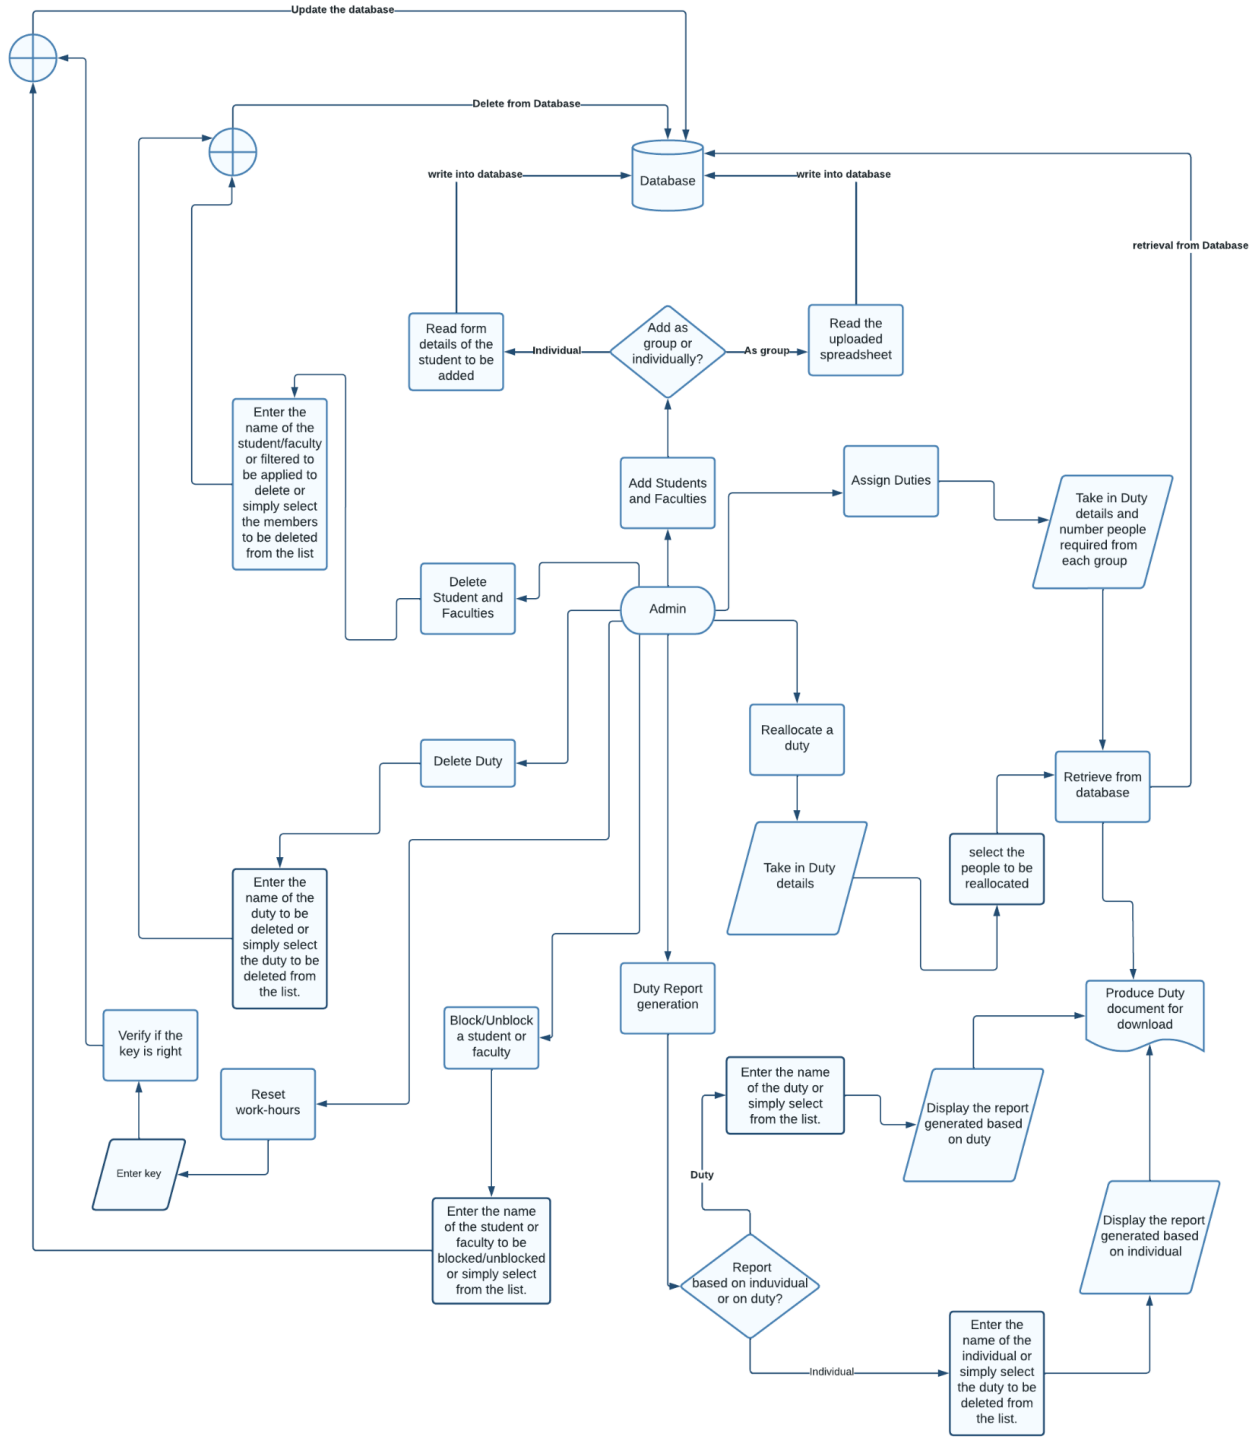 Update the database
Delete from Database
Database
write into database
write into database
retrieval from Database
Read form
details of the
student to be
added
Individual
Add as
group or
individually?
As group
Read the
uploaded
spreadsheet
Enter the
name of the
student/faculty
or filtered to
be applied to
delete or
simply select
the members
to be deleted
from the list
Add Students
and Faculties
Assign Duties
Take in Duty
details and
number people
required from
each group
Delete
Student and
Faculties
Admin
Reallocate a
duty
Delete Duty
Retrieve from
database
select the
people to be
reallocated
Take in Duty
details
Enter the
name of the
duty to be
deleted or
simply select
the duty to be
deleted from
the list.
Duty Report
generation
Produce Duty
document for
download
Verify if the
key is right
Block/Unblock
a student or
faculty
Reset
work-hours
Enter the name
of the duty or
simply select
from the list.
Display the report
generated based
on duty
Enter key
Duty
Enter the name
of the student or
faculty to be
blocked/unblocked
or simply select
from the list.
Display the report
generated based
on individual
Report
based on induvidual
or on duty?
Individual
Enter the
name of the
individual or
simply select
the duty to be
deleted from
the list.